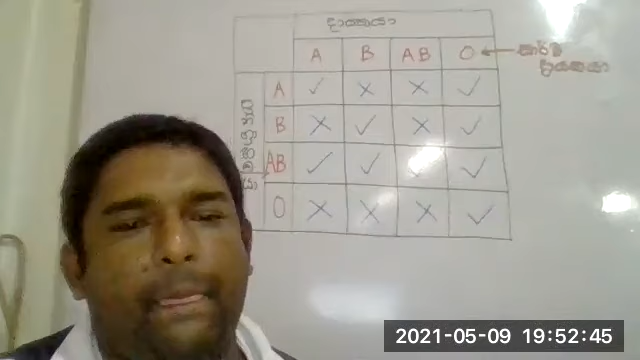 දායකයා
A B AB O ← සාර්ව
දායකයා
A ✓ × × ✓
B × ✓ × ✓
AB ✓ ✓ ✓ ✓
O × × × ✓
2021-05-09 19:52:45